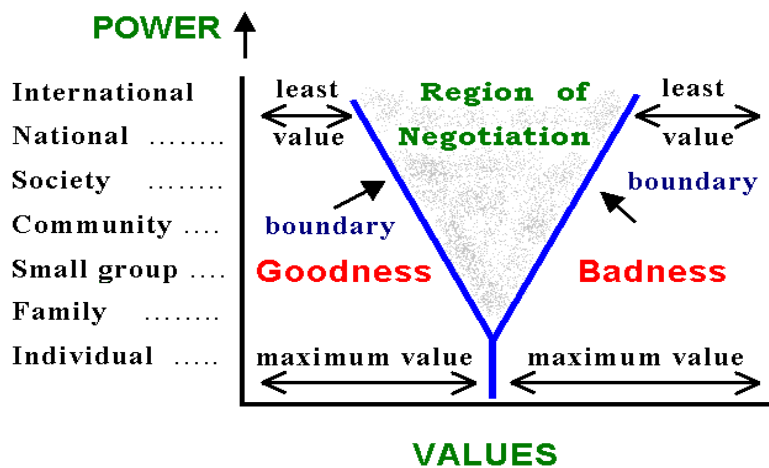 POWER
International
National ........
Society ........
Community ....
Small group ....
Family ........
Individual .....
least
value
Region of
Negotiation
least
value
boundary
boundary
Goodness
Badness
maximum value
maximum value
VALUES